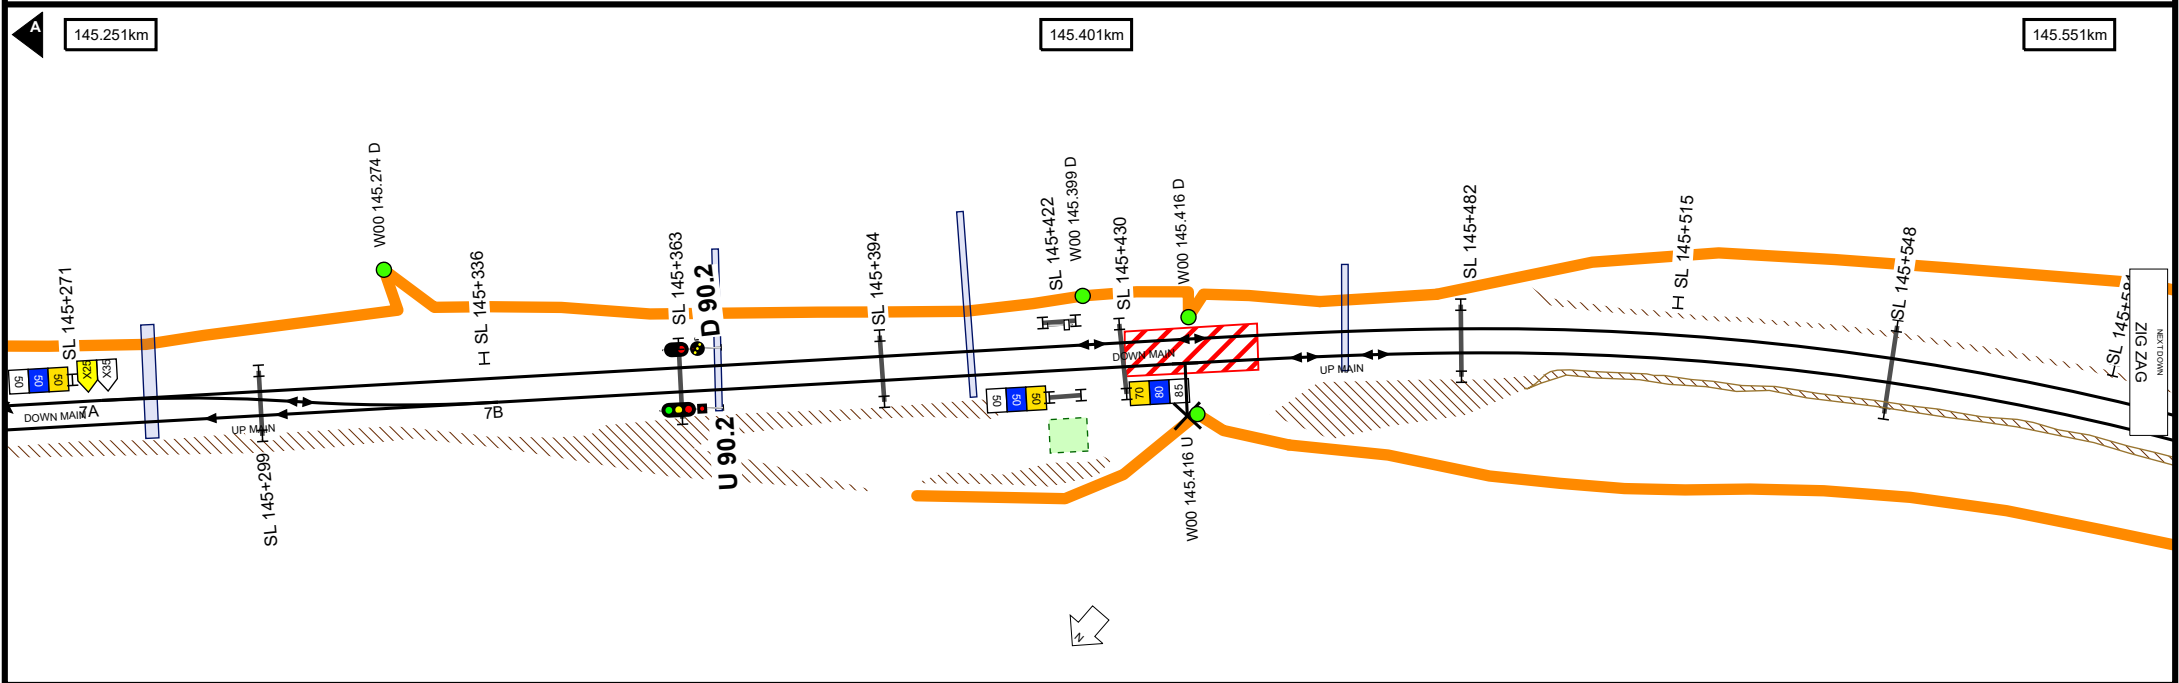 A
145.251km
145.401km
145.551km
W00 145.274 D
SL 145+271
SL 145+336
SL 145+363
D 90.2
SL 145+394
SL 145+422
W00 145.399 D
SL 145+430
W00 145.416 D
SL 145+482
SL 145+515
SL 145+548
ZIG ZAG
NEXT DOWN
50
50
50
X25
X35
DOWN MAIN
7A
UP MAIN
SL 145+299
7B
U 90.2
50
50
50
DOWN MAIN
70
80
85
W00 145.416 U
UP MAIN
N